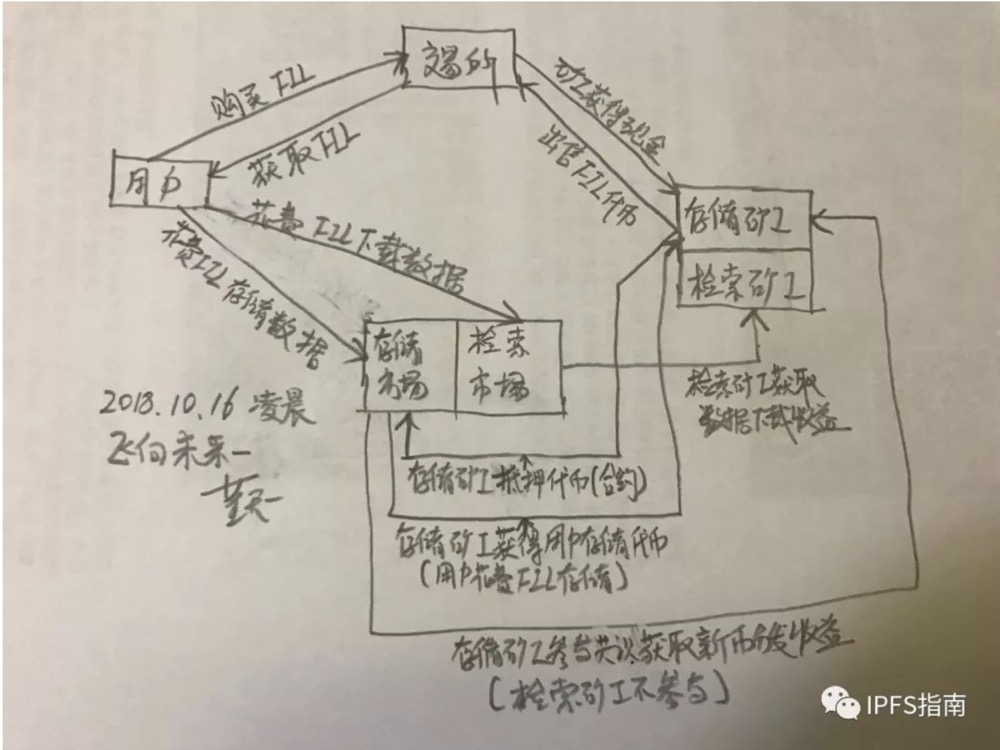 交易所
购买FIL
获取FIL
矿工获得现金
出售FIL代币
用户
花费FIL下载数据
花费FIL存储数据
存储矿工
检索矿工
存储
市场
检索
市场
检索矿工获取
数据下载收益
2018.10.16 凌晨
飞向未来一
存储矿工抵押代币(合约)
存储矿工获得用户存储代币
(用户花费FIL存储)
存储矿工参与共识获取新币分发收益
(检索矿工不参与)
IPFS指南